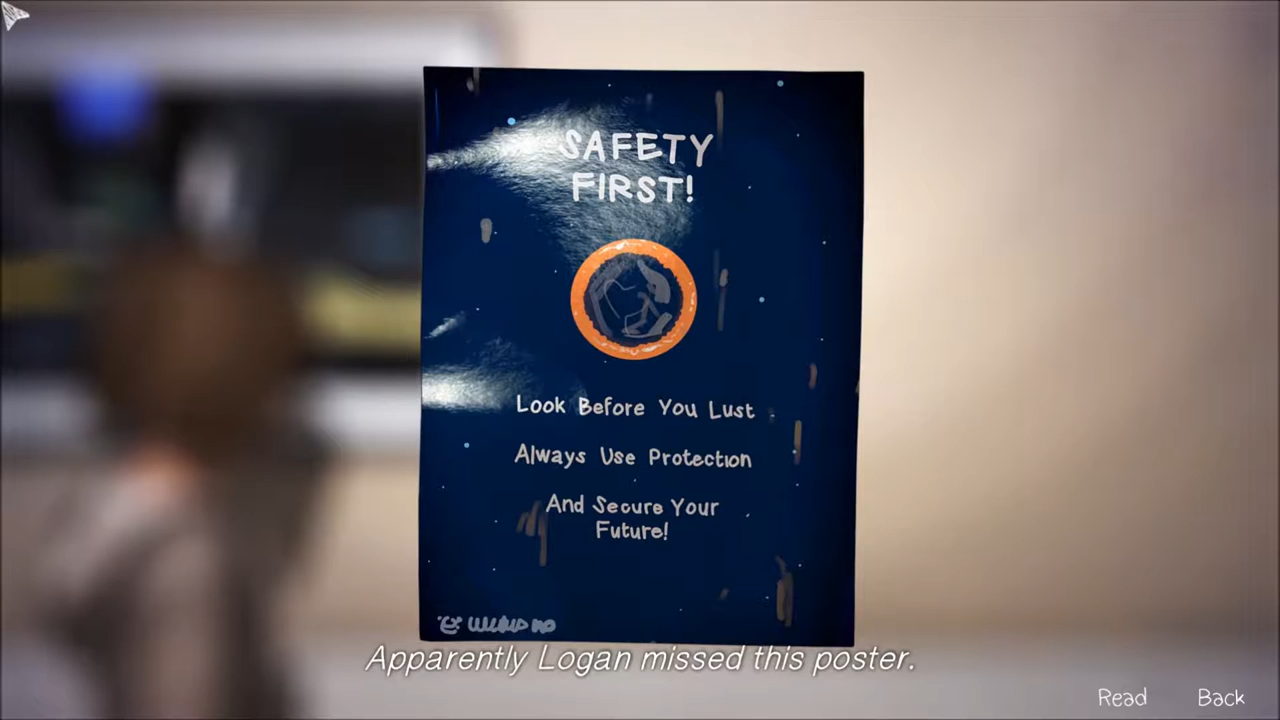 SAFETY
FIRST!
Look Before You Lust
Always Use Protection
And Secure Your
Future!
Apparently Logan missed this poster.
Read Back